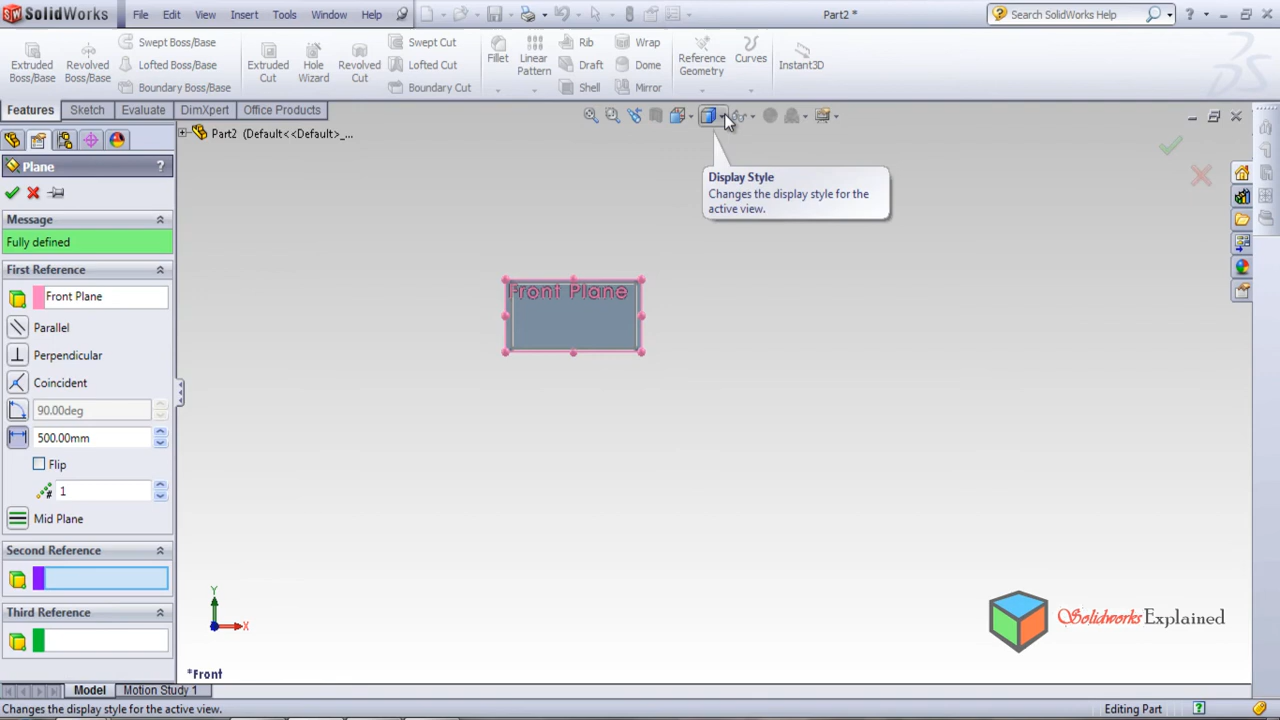 SolidWorks
File
Edit
View
Insert
Tools
Window
Help
Part2 *
Search SolidWorks Help
Extruded
Boss/Base
Revolved
Boss/Base
Swept Boss/Base
Lofted Boss/Base
Boundary Boss/Base
Extruded
Cut
Hole
Wizard
Revolved
Cut
Swept Cut
Lofted Cut
Boundary Cut
Fillet
Linear
Pattern
Rib
Draft
Shell
Wrap
Dome
Mirror
Reference
Geometry
Curves
Instant3D
Features
Sketch
Evaluate
DimXpert
Office Products
Part2 (Default<<Default>_...
Plane
?
Display Style
Changes the display style for the
active view.
Message
Fully defined
First Reference
Front Plane
Parallel
Perpendicular
Coincident
90.00deg
500.00mm
Flip
1
Mid Plane
Second Reference
Third Reference
Front Plane
Y
X
*Front
Solidworks Explained
Model
Motion Study 1
Changes the display style for the active view.
Editing Part
?